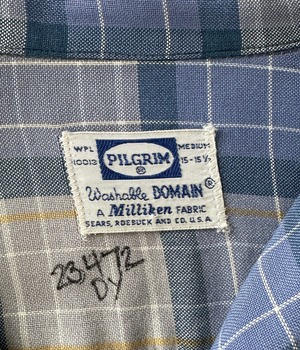 WPL 10013
PILGRIM ®
MEDIUM 15-15½
Washable DOMAIN®
A Milliken FABRIC
SEARS, ROEBUCK AND CO. U.S.A.
23472
DY